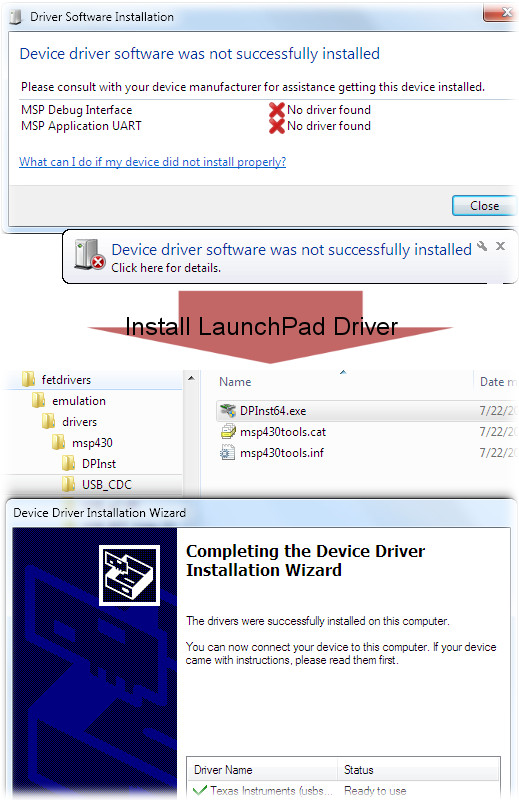 Driver Software Installation
Device driver software was not successfully installed
Please consult with your device manufacturer for assistance getting this device installed.
MSP Debug Interface No driver found
MSP Application UART No driver found
What can I do if my device did not install properly?
Close
Device driver software was not successfully installed
Click here for details.
Install LaunchPad Driver
fetdrivers
emulation
drivers
msp430
DPInst
USB_CDC
Name Date m
DPInst64.exe 7/22/2
msp430tools.cat 7/22/2
msp430tools.inf 7/22/2
Device Driver Installation Wizard
Completing the Device Driver
Installation Wizard
The drivers were successfully installed on this computer.
You can now connect your device to this computer. If your device
came with instructions, please read them first.
Driver Name Status
Texas Instruments (usbs... Ready to use